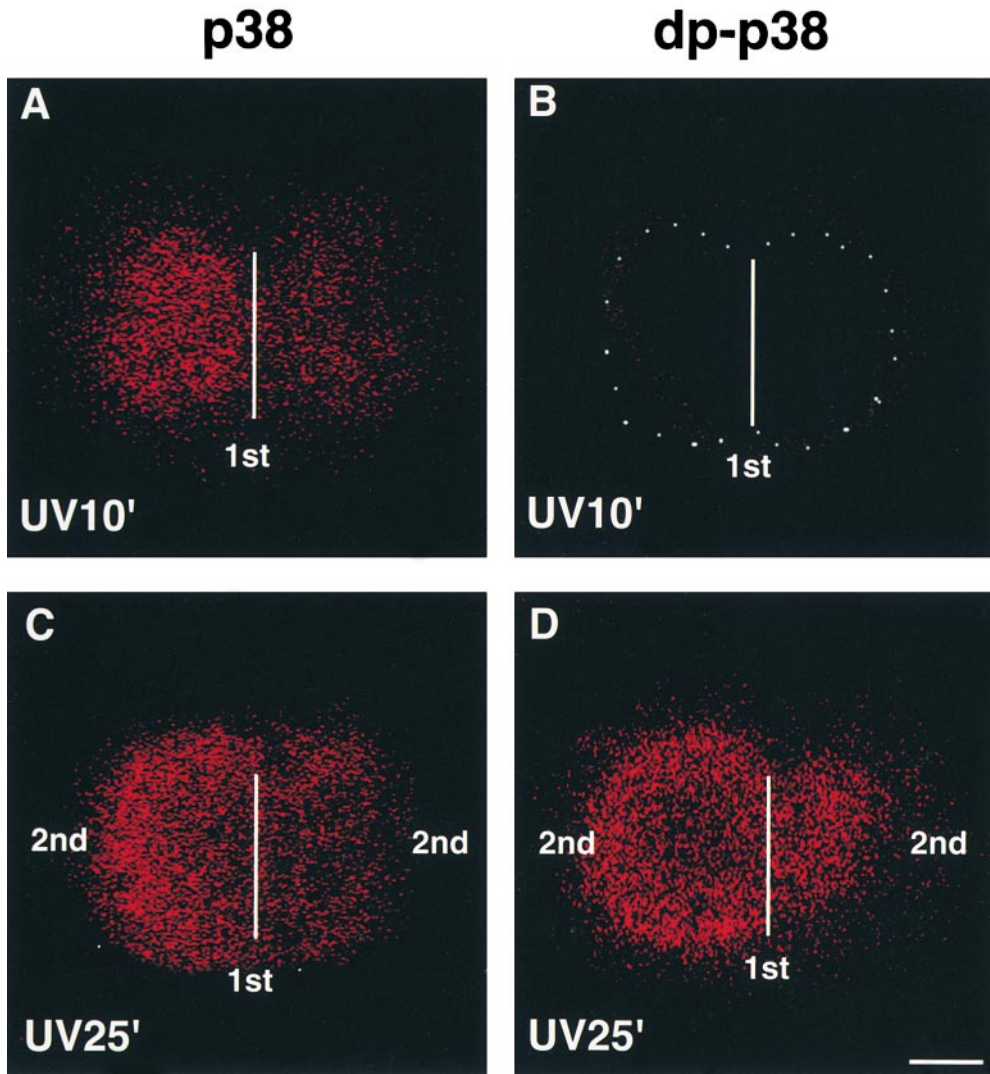 p38
dp-p38
A
B
1st
1st
UV10'
UV10'
C
D
2nd
2nd
2nd
2nd
1st
1st
UV25'
UV25'